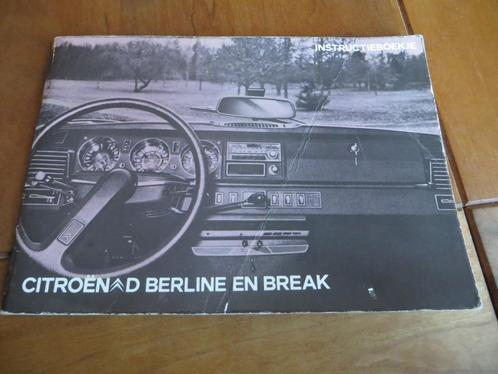 INSTRUCTIEBOEKJE
CITROËN D BERLINE EN BREAK